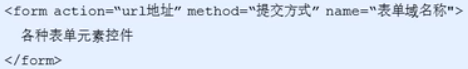 <form action=“url地址” method=“提交方式” name=“表单域名称">
各种表单元素控件
</form>